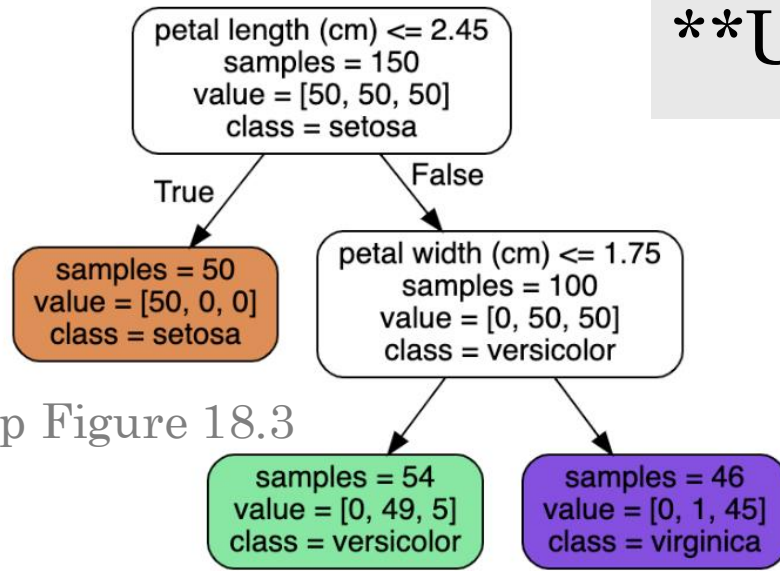 **U
petal length (cm) <= 2.45
samples = 150
value = [50, 50, 50]
class = setosa
True
False
samples = 50
value = [50, 0, 0]
class = setosa
petal width (cm) <= 1.75
samples = 100
value = [0, 50, 50]
class = versicolor
p Figure 18.3
samples = 54
value = [0, 49, 5]
class = versicolor
samples = 46
value = [0, 1, 45]
class = virginica